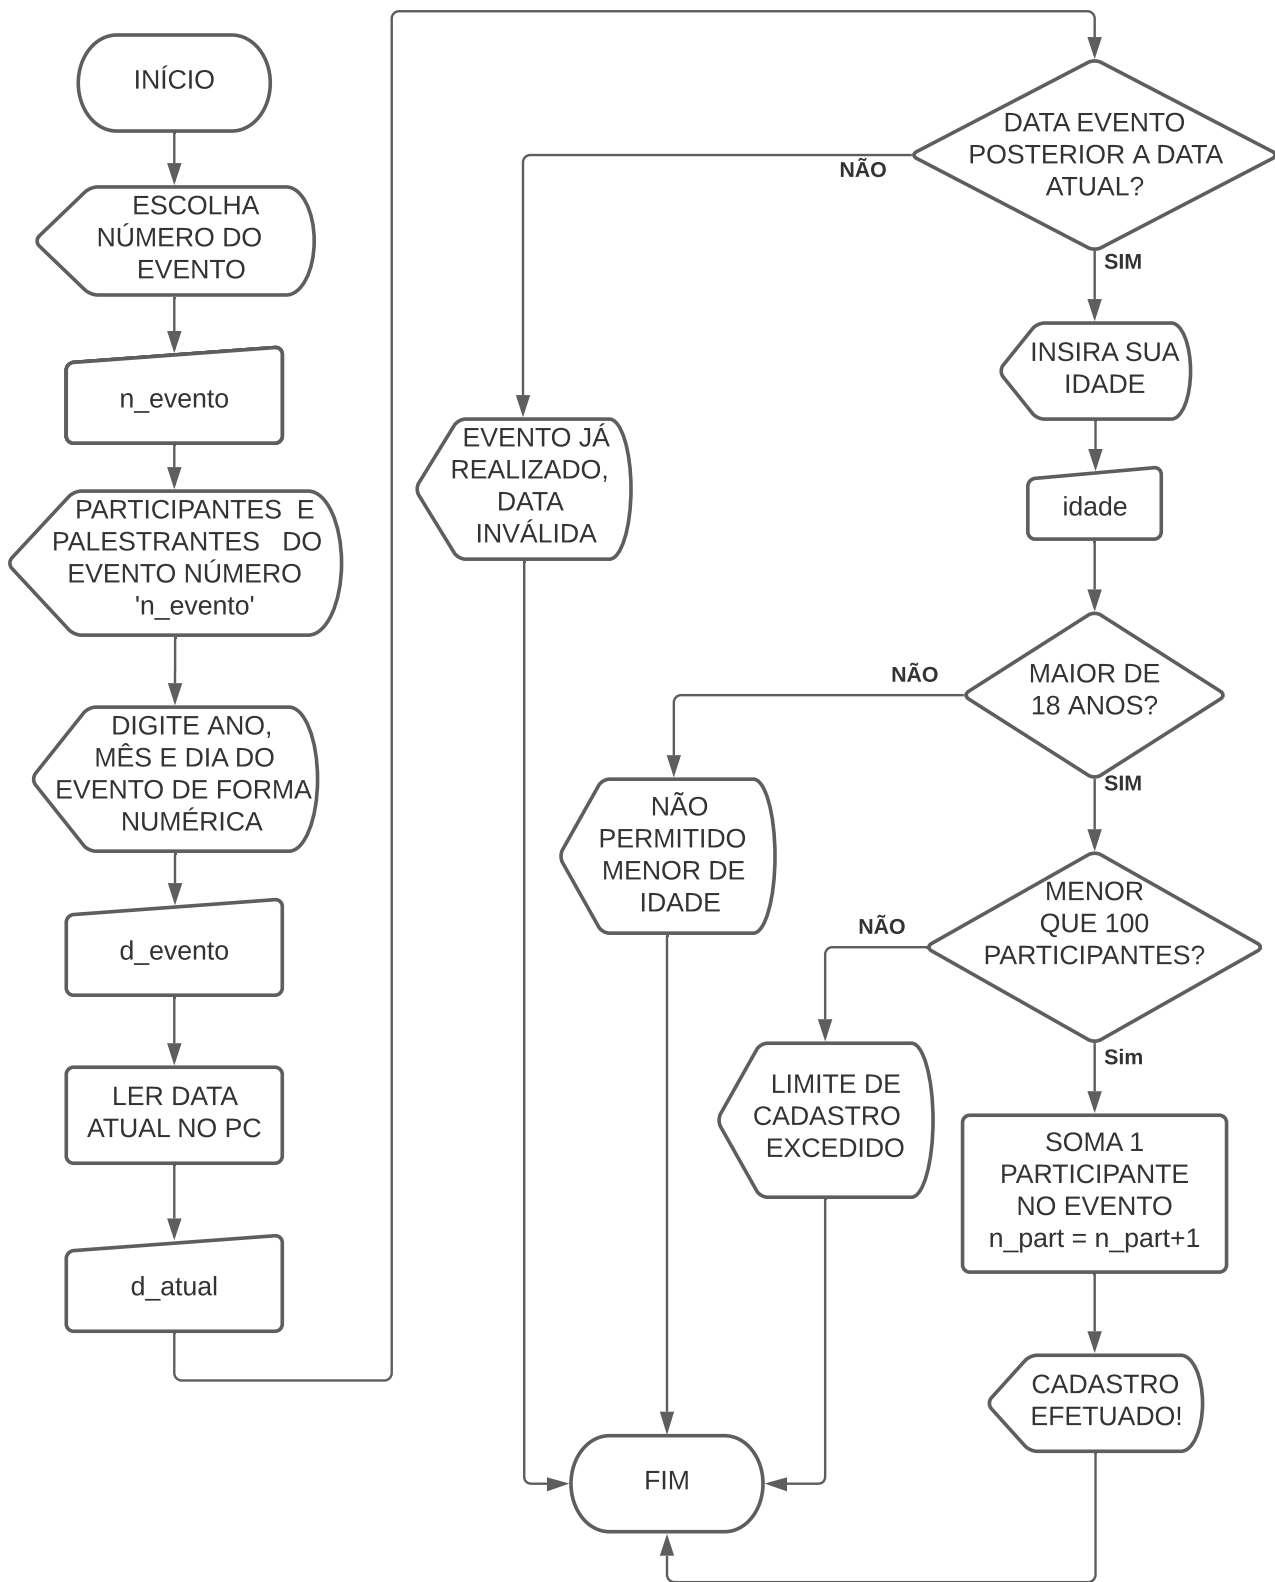 INÍCIO
ESCOLHA
NÚMERO DO
EVENTO
n_evento
PARTICIPANTES E
PALESTRANTES DO
EVENTO NÚMERO
'n_evento'
DIGITE ANO,
MÊS E DIA DO
EVENTO DE FORMA
NUMÉRICA
d_evento
LER DATA
ATUAL NO PC
d_atual
DATA EVENTO
POSTERIOR A DATA
ATUAL?
NÃO
SIM
EVENTO JÁ
REALIZADO,
DATA
INVÁLIDA
INSIRA SUA
IDADE
idade
MAIOR DE
18 ANOS?
NÃO
SIM
NÃO
PERMITIDO
MENOR DE
IDADE
MENOR
QUE 100
PARTICIPANTES?
NÃO
Sim
LIMITE DE
CADASTRO
EXCEDIDO
SOMA 1
PARTICIPANTE
NO EVENTO
n_part = n_part+1
CADASTRO
EFETUADO!
FIM